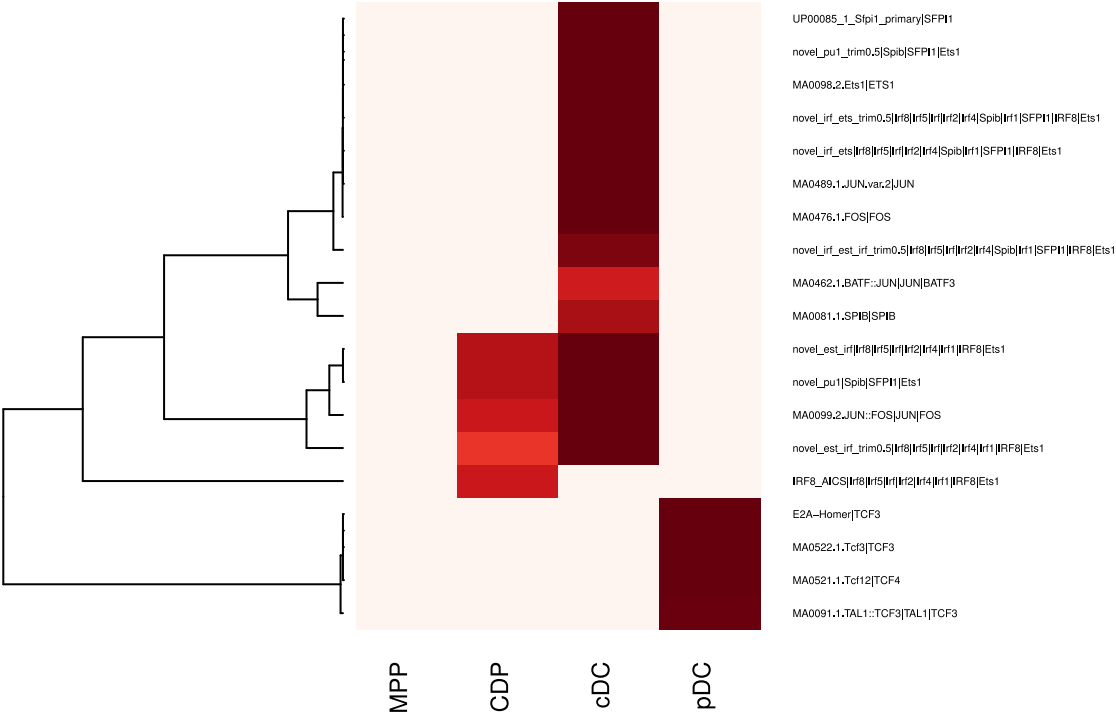 UP00085_1_Sfpi1_primary|SFPI1
novel_pu1_trim0.5|Spib|SFPI1|Ets1
MA0098.2.Ets1|ETS1
novel_irf_ets_trim0.5|Irf8|Irf5|Irf|Irf2|Irf4|Spib|Irf1|SFPI1|IRF8|Ets1
novel_irf_ets|Irf8|Irf5|Irf|Irf2|Irf4|Spib|Irf1|SFPI1|IRF8|Ets1
MA0489.1.JUN.var.2|JUN
MA0476.1.FOS|FOS
novel_irf_est_irf_trim0.5|Irf8|Irf5|Irf|Irf2|Irf4|Spib|Irf1|SFPI1|IRF8|Ets1
MA0462.1.BATF::JUN|JUN|BATF3
MA0081.1.SPIB|SPIB
novel_est_irf|Irf8|Irf5|Irf|Irf2|Irf4|Irf1|IRF8|Ets1
novel_pu1|Spib|SFPI1|Ets1
MA0099.2.JUN::FOS|JUN|FOS
novel_est_irf_trim0.5|Irf8|Irf5|Irf|Irf2|Irf4|Irf1|IRF8|Ets1
IRF8_AICS|Irf8|Irf5|Irf|Irf2|Irf4|Irf1|IRF8|Ets1
E2A−Homer|TCF3
MA0522.1.Tcf3|TCF3
MA0521.1.Tcf12|TCF4
MA0091.1.TAL1::TCF3|TAL1|TCF3
MPP
CDP
cDC
pDC